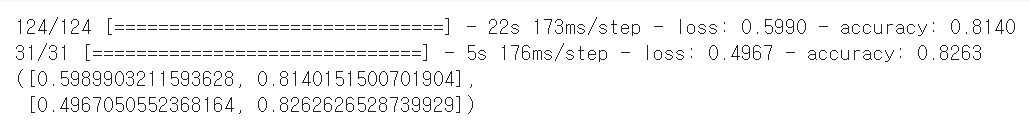 124/124 [==============================] - 22s 173ms/step - loss: 0.5990 - accuracy: 0.8140
31/31 [==============================] - 5s 176ms/step - loss: 0.4967 - accuracy: 0.8263
([0.5989903211593628, 0.8140151500701904],
 [0.4967050552368164, 0.8262626528739929])